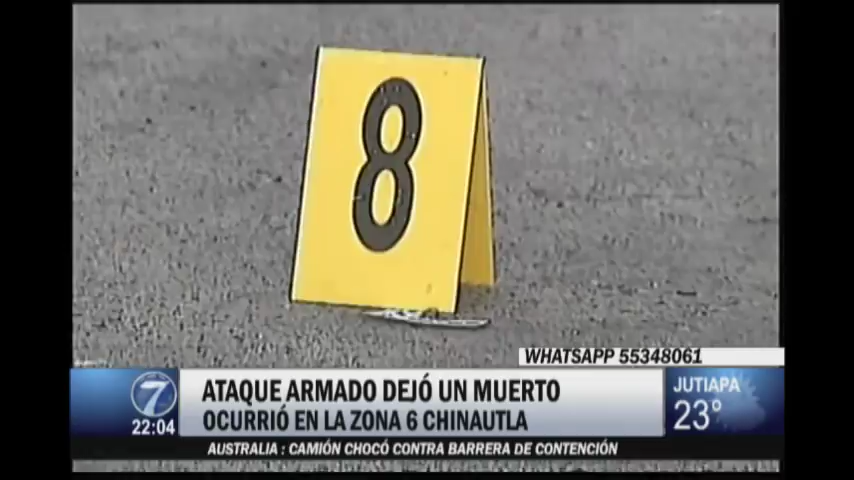 8
WHATSAPP 55348061
7
22:04
ATAQUE ARMADO DEJÓ UN MUERTO
OCURRIÓ EN LA ZONA 6 CHINAUTLA
JUTIAPA
23°
AUSTRALIA : CAMIÓN CHOCÓ CONTRA BARRERA DE CONTENCIÓN